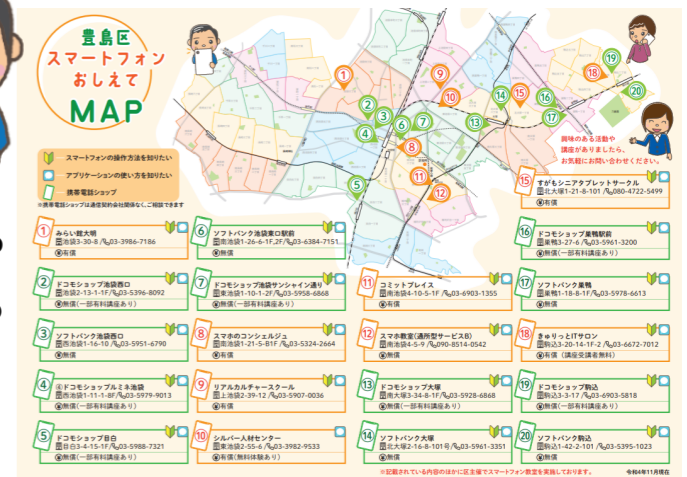 豊島区
スマートフォン
おしえて
MAP
スマートフォンの操作方法を知りたい
アプリケーションの使い方を知りたい
携帯電話ショップ
※携帯電話ショップは通信契約会社関係なく、ご相談できます
興味のある活動や
講座がありましたら、
お気軽にお問い合わせください。
① みらい館大明
池袋3-30-8/03-3986-7186
有償
② ドコモショップ池袋西口
西池袋2-13-1-1F/03-5396-8092
無償(一部有料講座あり)
③ ソフトバンク池袋西口
西池袋1-16-10/03-5951-6790
無償
④ ④ドコモショップルミネ池袋
西池袋1-11-1-8F/03-5979-9013
無償(一部有料講座あり)
⑤ ドコモショップ目白
目白3-4-15-1F/03-5988-7321
無償(一部有料講座あり)
⑥ ソフトバンク池袋東口駅前
南池袋1-26-6-1F,2F/03-6384-7151
無償
⑦ ドコモショップ池袋サンシャイン通り
東池袋1-10-1-2F/03-5958-6868
無償(一部有料講座あり)
⑧ スマホのコンシェルジュ
南池袋1-21-5-B1F/03-5324-2664
有償
⑨ リアルカルチャースクール
上池袋2-39-12/03-5907-0036
有償
⑩ シルバー人材センター
東池袋2-55-6/03-3982-9533
有償(無料体験あり)
⑪ コミットプレイス
南池袋4-10-5-1F/03-6903-1355
有償
⑫ スマホ教室(通所型サービスB)
南池袋4-5-9/090-8514-0542
有償
⑬ ドコモショップ大塚
南大塚3-34-8-1F/03-5928-6868
無償(一部有料講座あり)
⑭ ソフトバンク大塚
北大塚2-16-8-101号/03-5961-3351
無償
⑮ すがもシニアタブレットサークル
北大塚1-21-8-101/080-4722-5499
有償
⑯ ドコモショップ巣鴨駅前
巣鴨3-27-6/03-5961-3200
無償(一部有料講座あり)
⑰ ソフトバンク巣鴨
巣鴨1-18-8-1F/03-5978-6613
無償
⑱ きゅりっとITサロン
駒込3-20-14-1F-2/03-6672-7012
有償(講座受講者無料)
⑲ ドコモショップ駒込
駒込3-3-17/03-6903-5818
無償(一部有料講座あり)
⑳ ソフトバンク駒込
駒込1-42-2-101/03-5395-1023
無償
※記載されている内容のほかに区主催でスマートフォン教室を実施しております。
令和4年11月現在